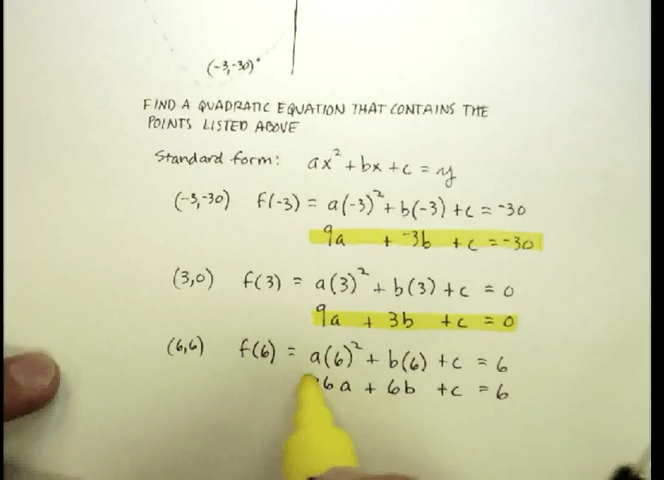 (-3,-30)
FIND A QUADRATIC EQUATION THAT CONTAINS THE
POINTS LISTED ABOVE
Standard form: ax² + bx + c = y
(-3,-30) f(-3) = a(-3)² + b(-3) + c = -30
9a + -3b + c = -30
(3,0) f(3) = a(3)² + b(3) + c = 0
9a + 3b + c = 0
(6,6) f(6) = a(6)² + b(6) + c = 6
6a + 6b + c = 6